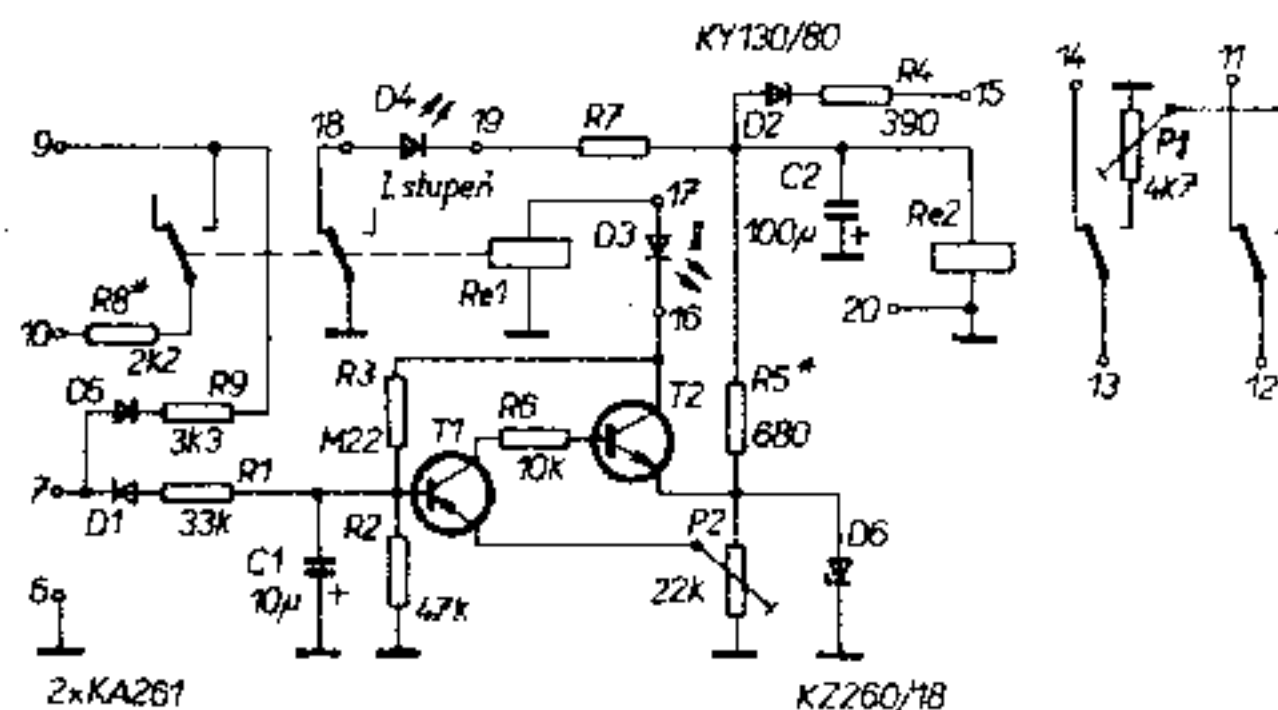 KY130/80
14
11
D4
R4
15
9
18
19
R7
D2
390
I. stupeň
17
C2
P1
4k7
D3
II
100µ
+
Re2
R8*
Re1
10
16
20
2k2
R3
R5*
13
12
D5
R9
R6
T2
3k3
M22
T1
680
7
R1
10k
D1
33k
R2
P2
D6
C1
10µ
+
22k
6
47k
2xKA261
KZ260/18